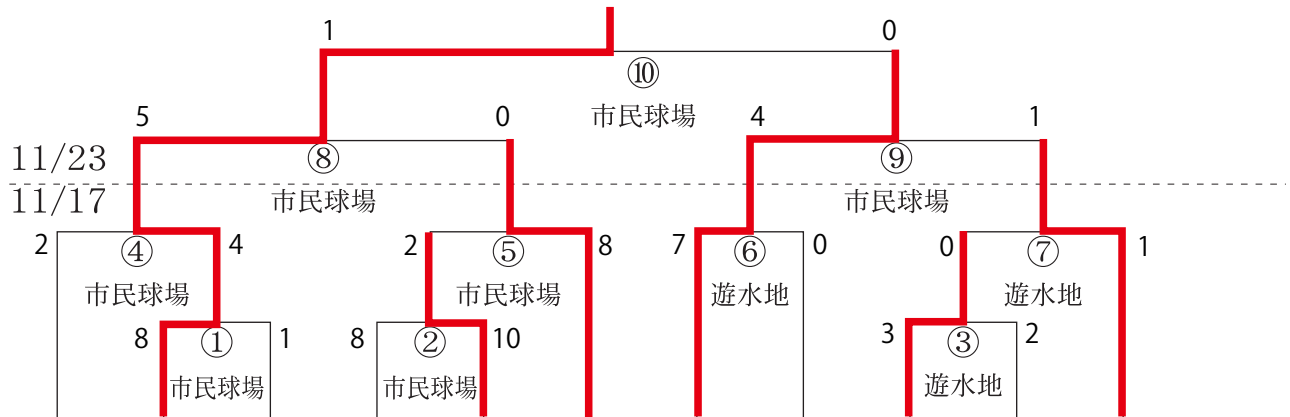 1 0
⑩
市民球場
5 0 4 1
11/23 ⑧ ⑨
11/17 市民球場 市民球場
2 ④ 4 2 ⑤ 8 7 ⑥ 0 0 ⑦ 1
市民球場 市民球場 遊水地 遊水地
8 ① 1 8 ② 10 3 ③ 2
市民球場 市民球場 遊水地